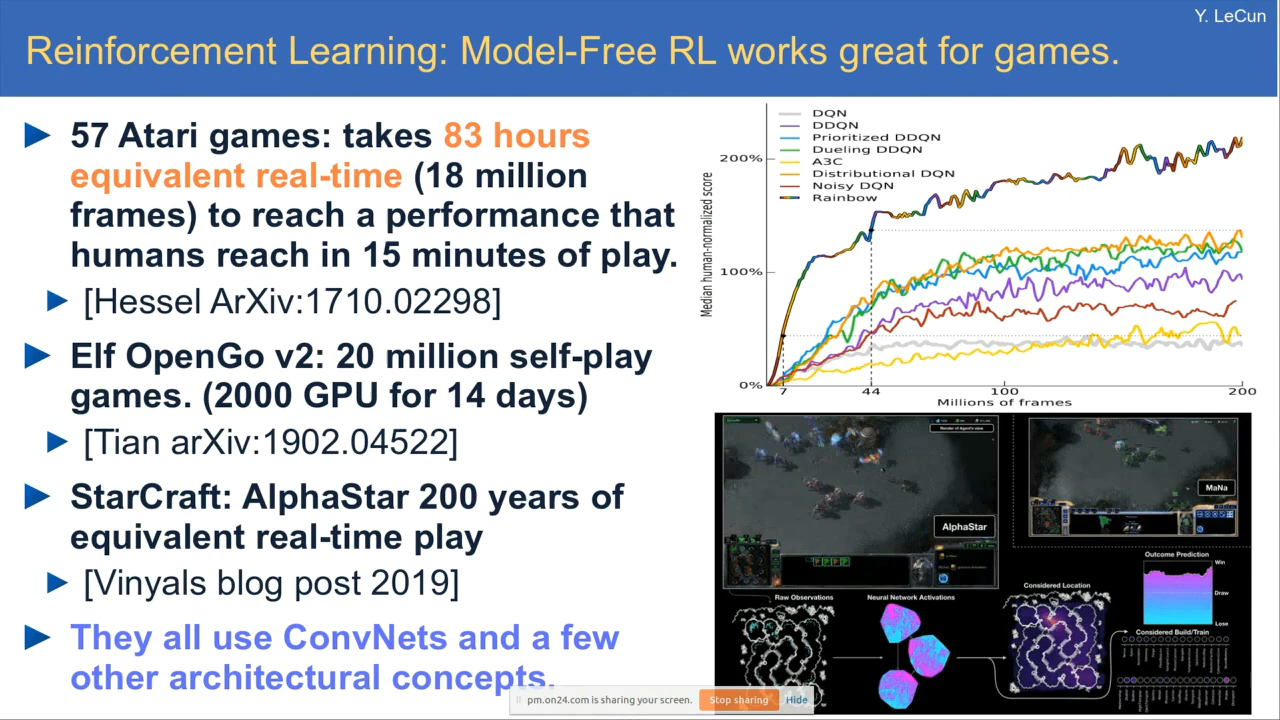 Y. LeCun
Reinforcement Learning: Model-Free RL works great for games.
57 Atari games: takes 83 hours
equivalent real-time (18 million
frames) to reach a performance that
humans reach in 15 minutes of play.
[Hessel ArXiv:1710.02298]
Elf OpenGo v2: 20 million self-play
games. (2000 GPU for 14 days)
[Tian arXiv:1902.04522]
StarCraft: AlphaStar 200 years of
equivalent real-time play
[Vinyals blog post 2019]
They all use ConvNets and a few
other architectural concepts.
DQN
DDQN
Prioritized DDQN
Dueling DDQN
A3C
Distributional DQN
Noisy DQN
Rainbow
Median human-normalized score
200%
100%
0%
7
44
100
200
Millions of frames
Render of Agent's view
AlphaStar
MaNa
Raw Observations
Neural Network Activations
Considered Location
Outcome Prediction
Win
Draw
Lose
Considered Build/Train
pm.on24.com is sharing your screen.
Stop sharing
Hide